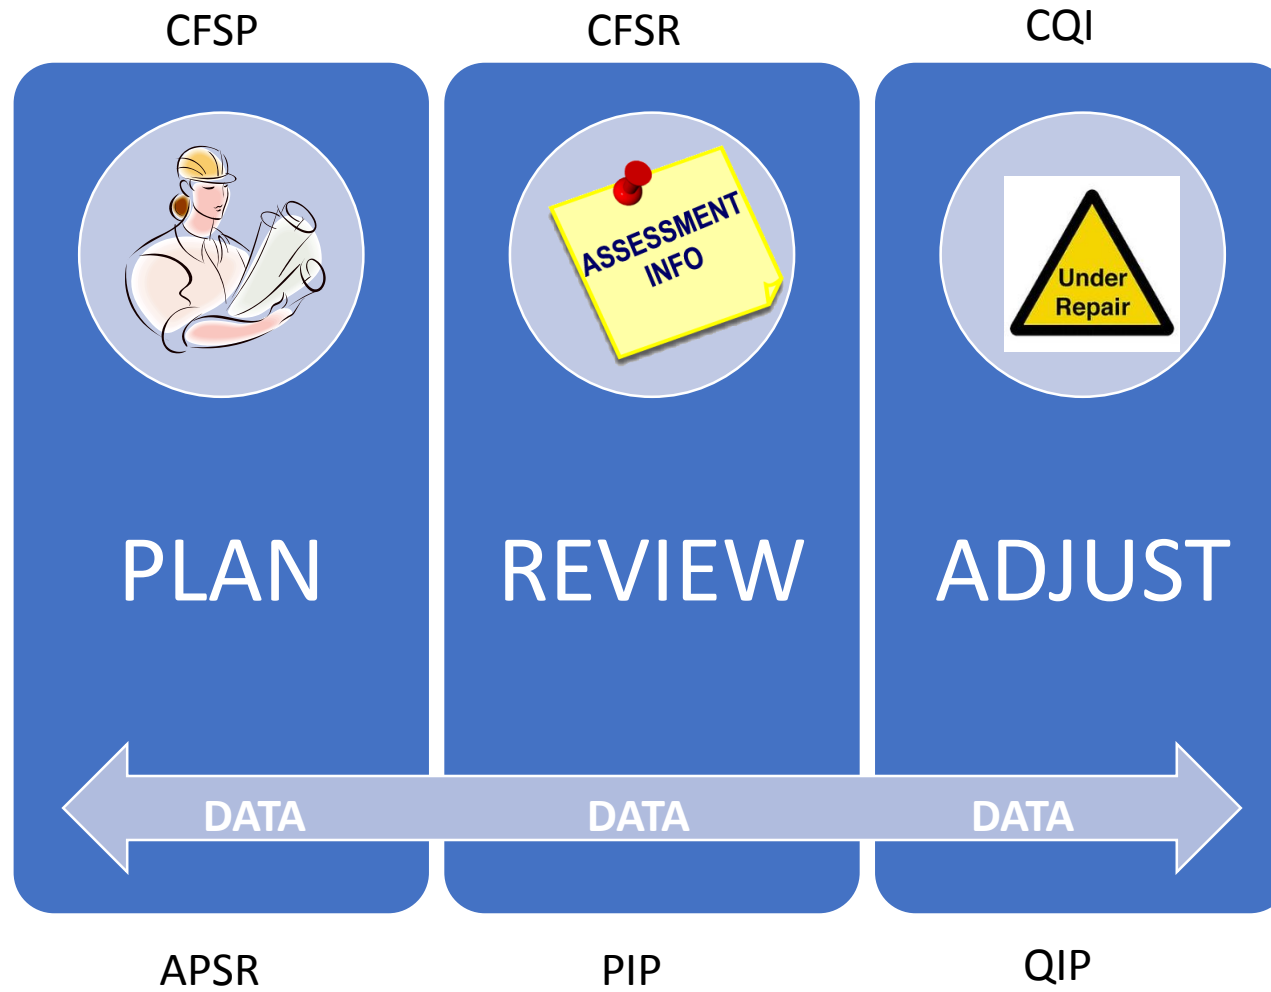 CFSP
CFSR
CQI
ASSESSMENT
INFO
Under
Repair
PLAN
REVIEW
ADJUST
DATA
DATA
DATA
APSR
PIP
QIP